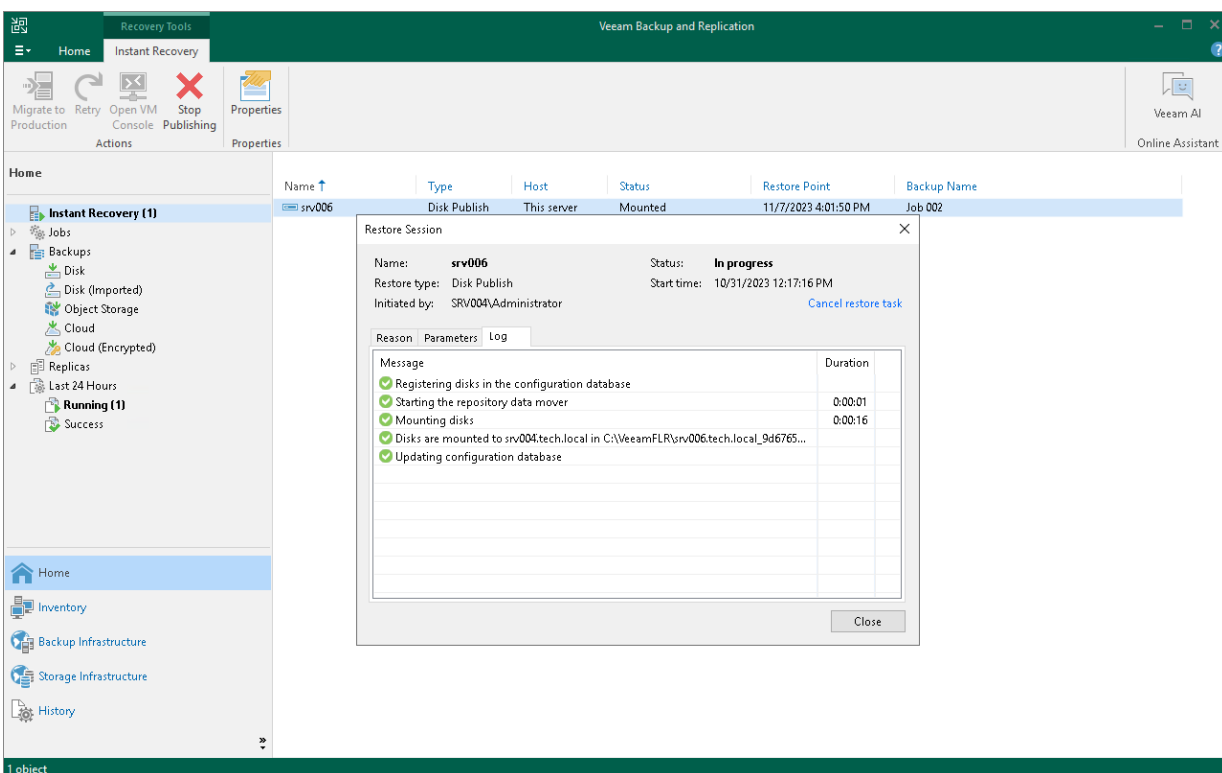 Recovery Tools
Veeam Backup and Replication
Home
Instant Recovery
Migrate to Production
Retry
Open VM Console
Stop Publishing
Properties
Actions
Properties
Veeam AI
Online Assistant
Home
Instant Recovery (1)
Jobs
Backups
Disk
Disk (Imported)
Object Storage
Cloud
Cloud (Encrypted)
Replicas
Last 24 Hours
Running (1)
Success
Name Type Host Status Restore Point Backup Name
srv006 Disk Publish This server Mounted 11/7/2023 4:01:50 PM Job 002
Restore Session
Name: srv006 Status: In progress
Restore type: Disk Publish Start time: 10/31/2023 12:17:16 PM
Initiated by: SRV004\Administrator Cancel restore task
Reason Parameters Log
Message Duration
Registering disks in the configuration database
Starting the repository data mover 0:00:01
Mounting disks 0:00:16
Disks are mounted to srv004.tech.local in C:\VeeamFLR\srv006.tech.local_9d6765...
Updating configuration database
Close
Home
Inventory
Backup Infrastructure
Storage Infrastructure
History
1 object